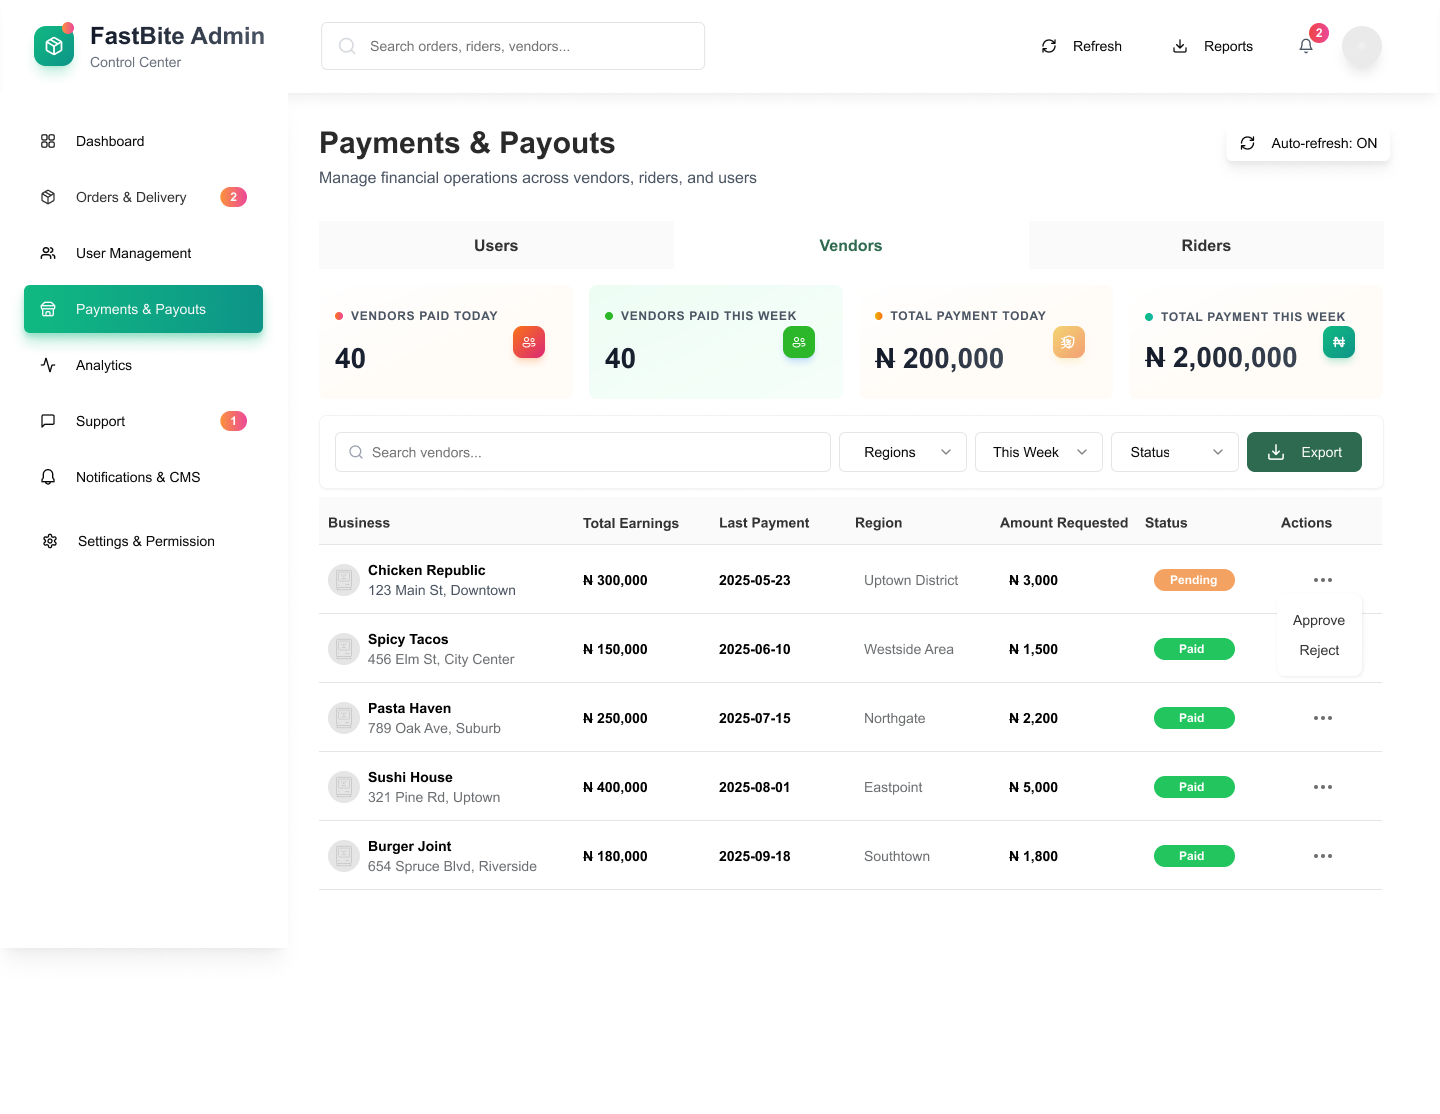 FastBite Admin
Control Center
Search orders, riders, vendors...
Refresh
Reports
2
Dashboard
Orders & Delivery 2
User Management
Payments & Payouts
Analytics
Support 1
Notifications & CMS
Settings & Permission
Payments & Payouts
Manage financial operations across vendors, riders, and users
Auto-refresh: ON
Users Vendors Riders
VENDORS PAID TODAY
40
VENDORS PAID THIS WEEK
40
TOTAL PAYMENT TODAY
₦ 200,000
TOTAL PAYMENT THIS WEEK
₦ 2,000,000
₦
Search vendors...
Regions
This Week
Status
Export
Business Total Earnings Last Payment Region Amount Requested Status Actions
Chicken Republic
123 Main St, Downtown
₦ 300,000 2025-05-23 Uptown District ₦ 3,000 Pending
Approve
Reject
Spicy Tacos
456 Elm St, City Center
₦ 150,000 2025-06-10 Westside Area ₦ 1,500 Paid
Pasta Haven
789 Oak Ave, Suburb
₦ 250,000 2025-07-15 Northgate ₦ 2,200 Paid
Sushi House
321 Pine Rd, Uptown
₦ 400,000 2025-08-01 Eastpoint ₦ 5,000 Paid
Burger Joint
654 Spruce Blvd, Riverside
₦ 180,000 2025-09-18 Southtown ₦ 1,800 Paid